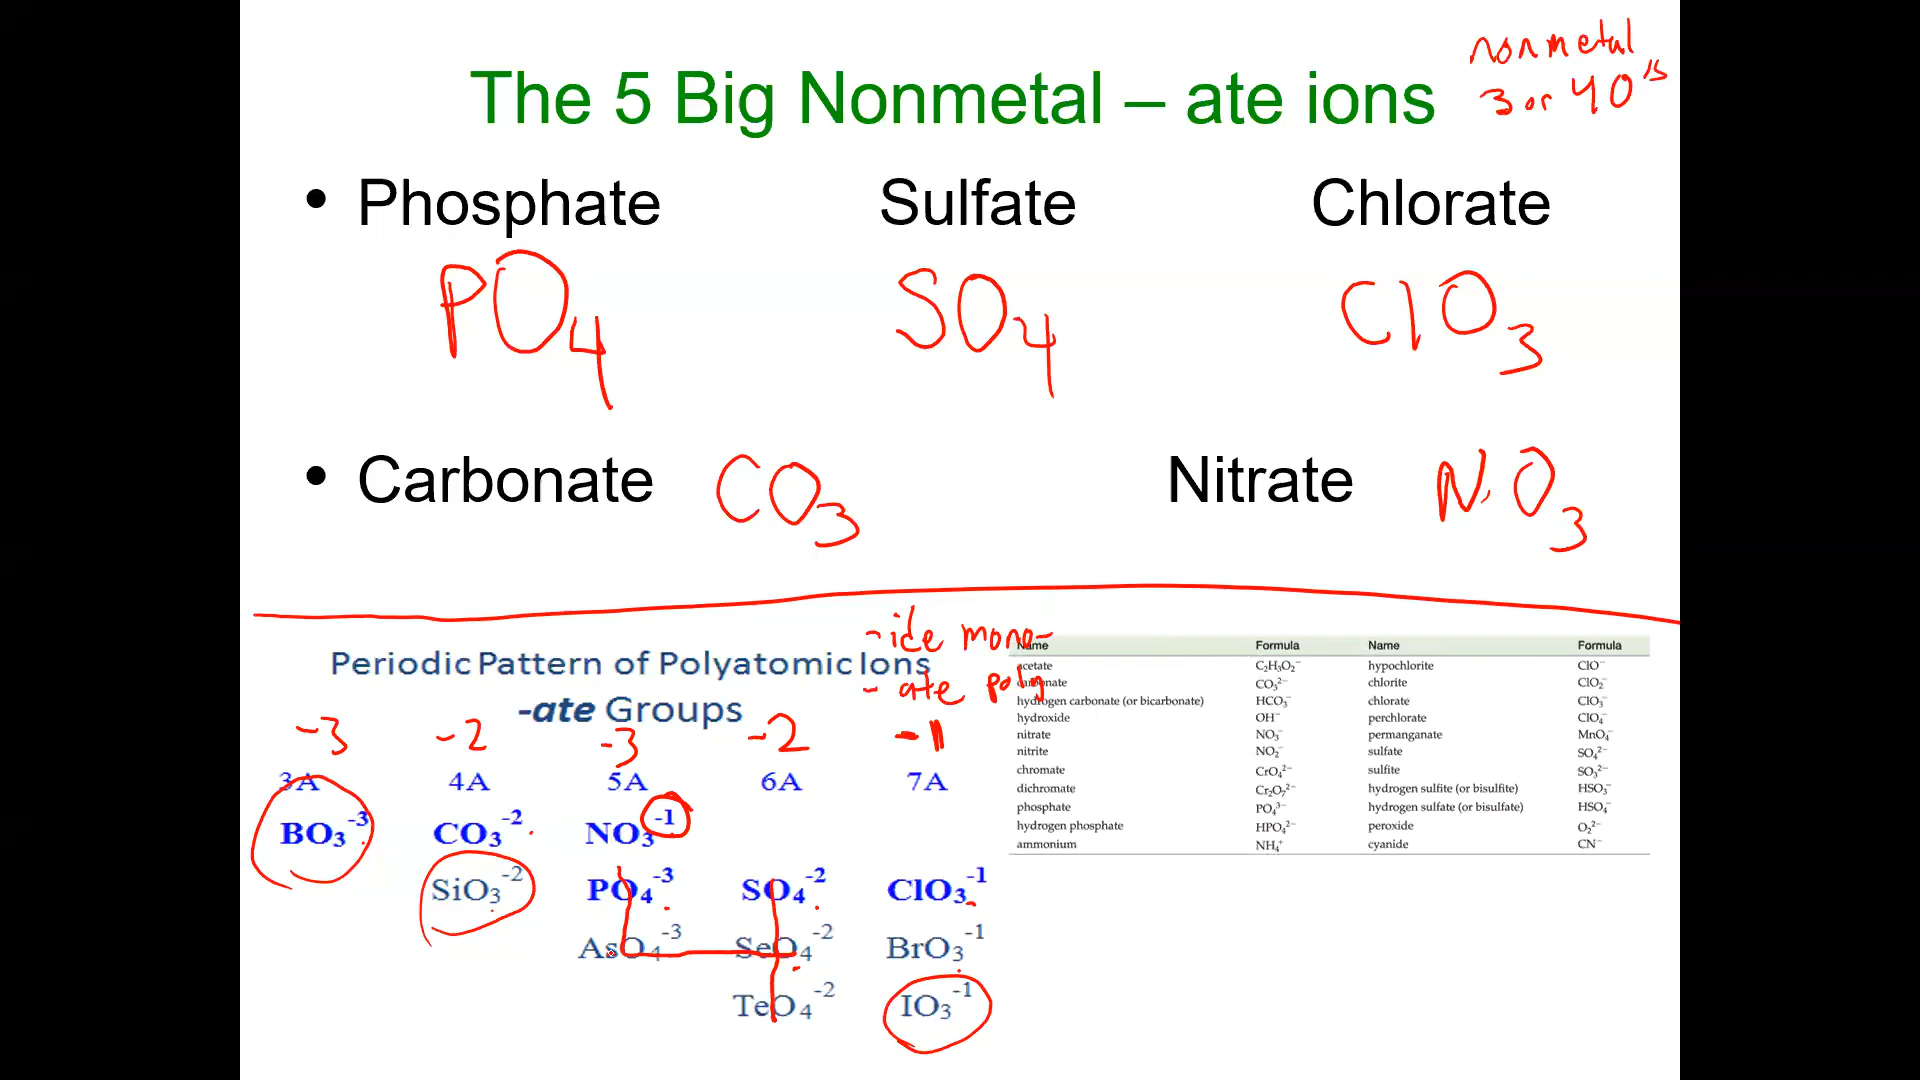 nonmetal
The 5 Big Nonmetal – ate ions
3 or 4 O's
• Phosphate Sulfate Chlorate
PO4 SO4 ClO3
• Carbonate CO3 Nitrate NO3
-ide mono-
- ate poly
Periodic Pattern of Polyatomic Ions
-ate Groups
-3 -2 -3 -2 -1
3A 4A 5A 6A 7A
BO₃⁻³ CO₃⁻² NO₃⁻¹
SiO₃⁻² PO₄⁻³ SO₄⁻² ClO₃⁻¹
AsO₄⁻³ SeO₄⁻² BrO₃⁻¹
TeO₄⁻² IO₃⁻¹
Name Formula Name Formula
acetate C₂H₃O₂⁻ hypochlorite ClO⁻
carbonate CO₃²⁻ chlorite ClO₂⁻
hydrogen carbonate (or bicarbonate) HCO₃⁻ chlorate ClO₃⁻
hydroxide OH⁻ perchlorate ClO₄⁻
nitrate NO₃⁻ permanganate MnO₄⁻
nitrite NO₂⁻ sulfate SO₄²⁻
chromate CrO₄²⁻ sulfite SO₃²⁻
dichromate Cr₂O₇²⁻ hydrogen sulfite (or bisulfite) HSO₃⁻
phosphate PO₄³⁻ hydrogen sulfate (or bisulfate) HSO₄⁻
hydrogen phosphate HPO₄²⁻ peroxide O₂²⁻
ammonium NH₄⁺ cyanide CN⁻